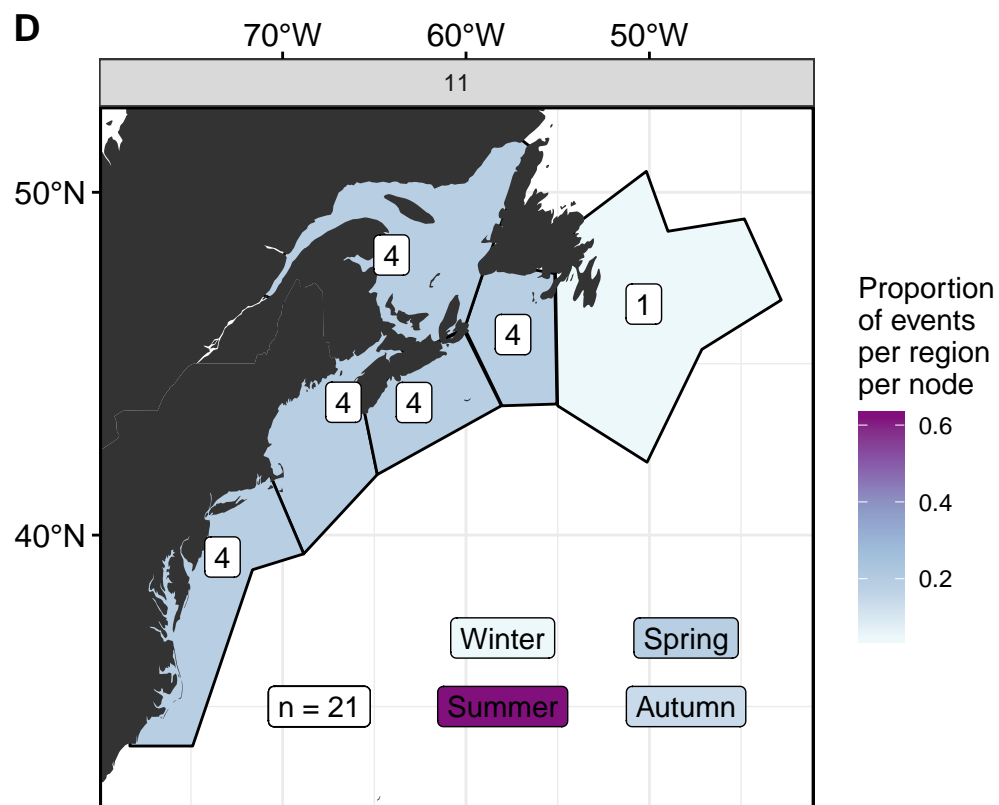 D
70°W 60°W 50°W
11
50°N
4
1
4
4 4
40°N
4
Winter Spring
n = 21 Summer Autumn
Proportion
of events
per region
per node
0.6
0.4
0.2